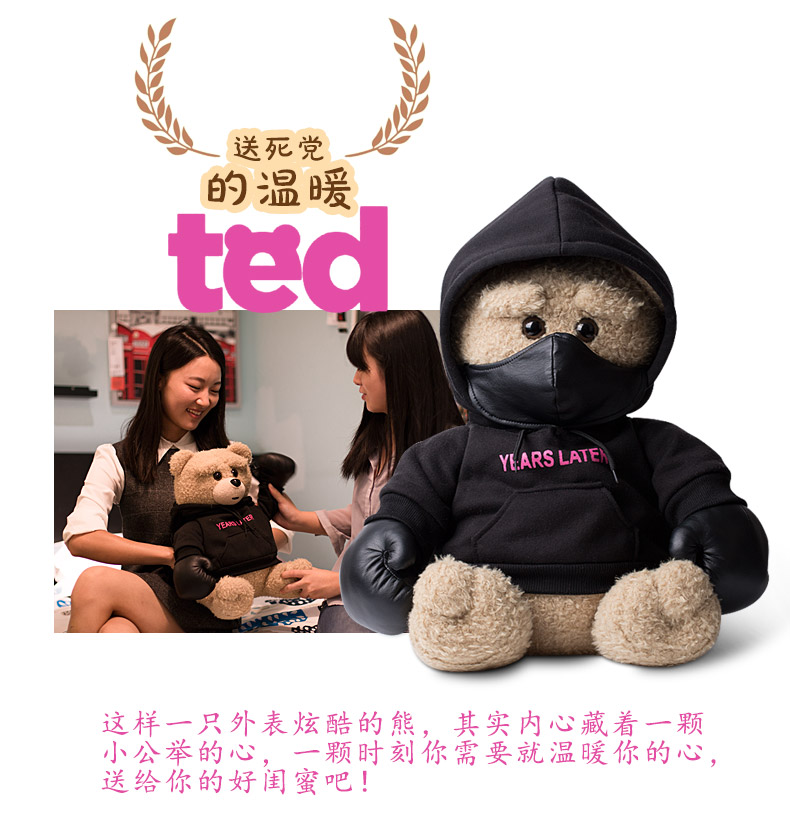 送死党
的温暖
ted
YEARS LATER
YEARS LATER
这样一只外表炫酷的熊，其实内心藏着一颗
小公举的心，一颗时刻你需要就温暖你的心，
送给你的好闺蜜吧！